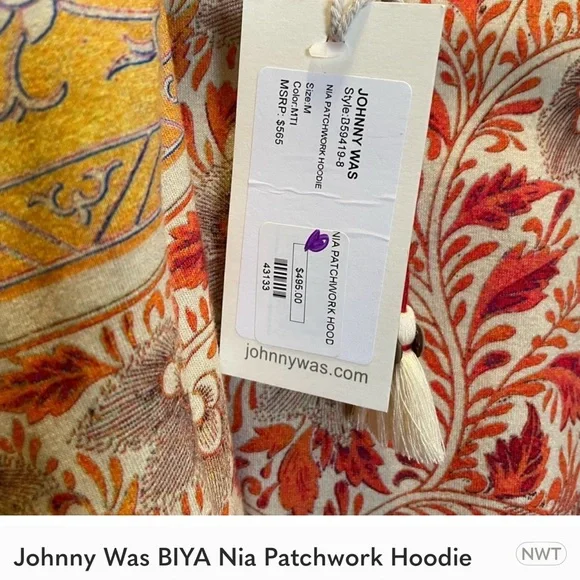 JOHNNY WAS
Style:B59419-8
NIA PATCHWORK HOODIE
Size:M
Color:MTI
MSRP: $565
NIA PATCHWORK HOOD
$495.00
43133
johnnywas.com
Johnny Was BIYA Nia Patchwork Hoodie
NWT